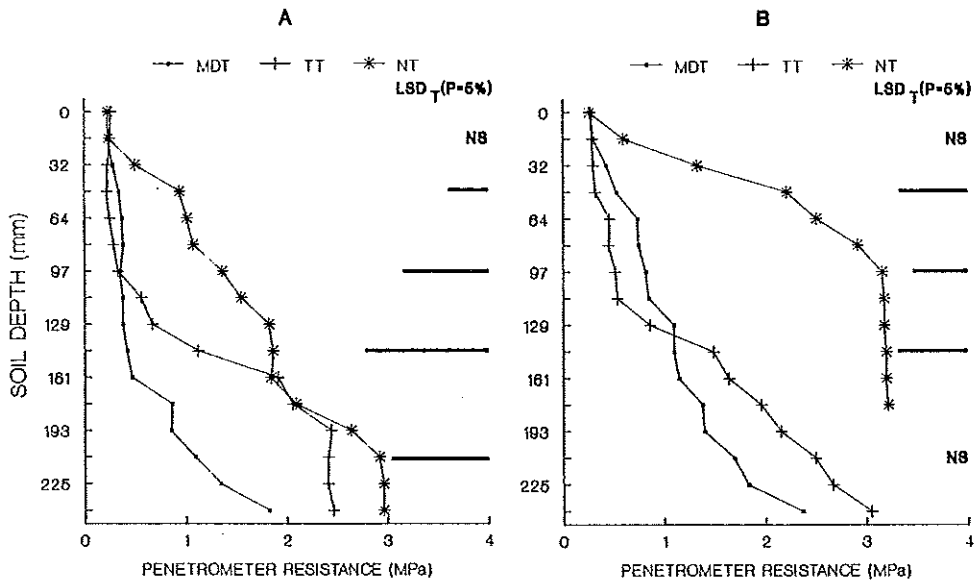 A
MDT TT NT
LSD T (P=5%)
SOIL DEPTH (mm)
0
32
64
97
129
161
193
225
NS
0 1 2 3 4
PENETROMETER RESISTANCE (MPa)
B
MDT TT NT
LSD T (P=5%)
0
32
64
97
129
161
193
225
NS
NS
0 1 2 3 4
PENETROMETER RESISTANCE (MPa)